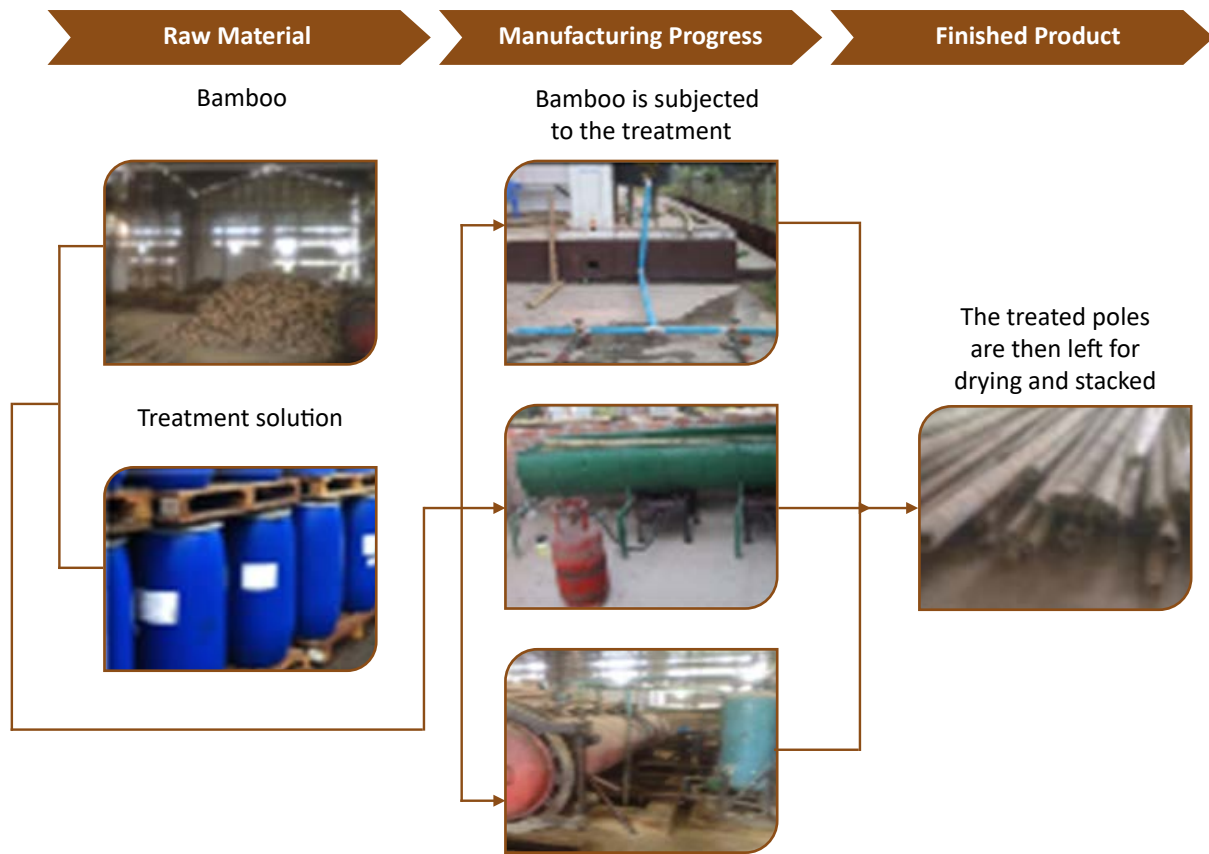 Raw Material
Manufacturing Progress
Finished Product
Bamboo
Bamboo is subjected
to the treatment
Treatment solution
The treated poles
are then left for
drying and stacked